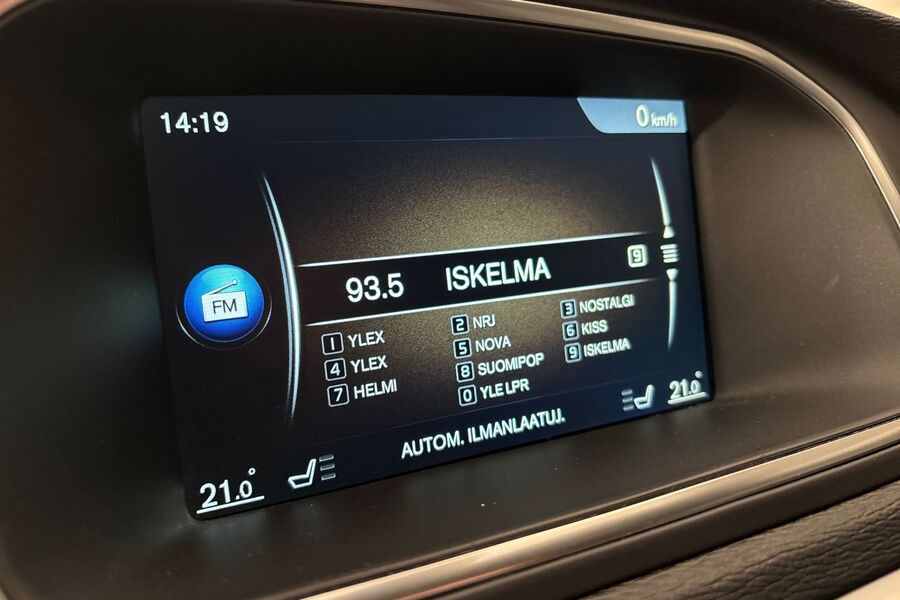 14:19
0 km/h
93.5 ISKELMA 9
FM
1 YLEX 2 NRJ 3 NOSTALGI
4 YLEX 5 NOVA 6 KISS
7 HELMI 8 SUOMIPOP 9 ISKELMA
0 YLE LPR
AUTOM. ILMANLAATUJ.
21.0° 21.0°